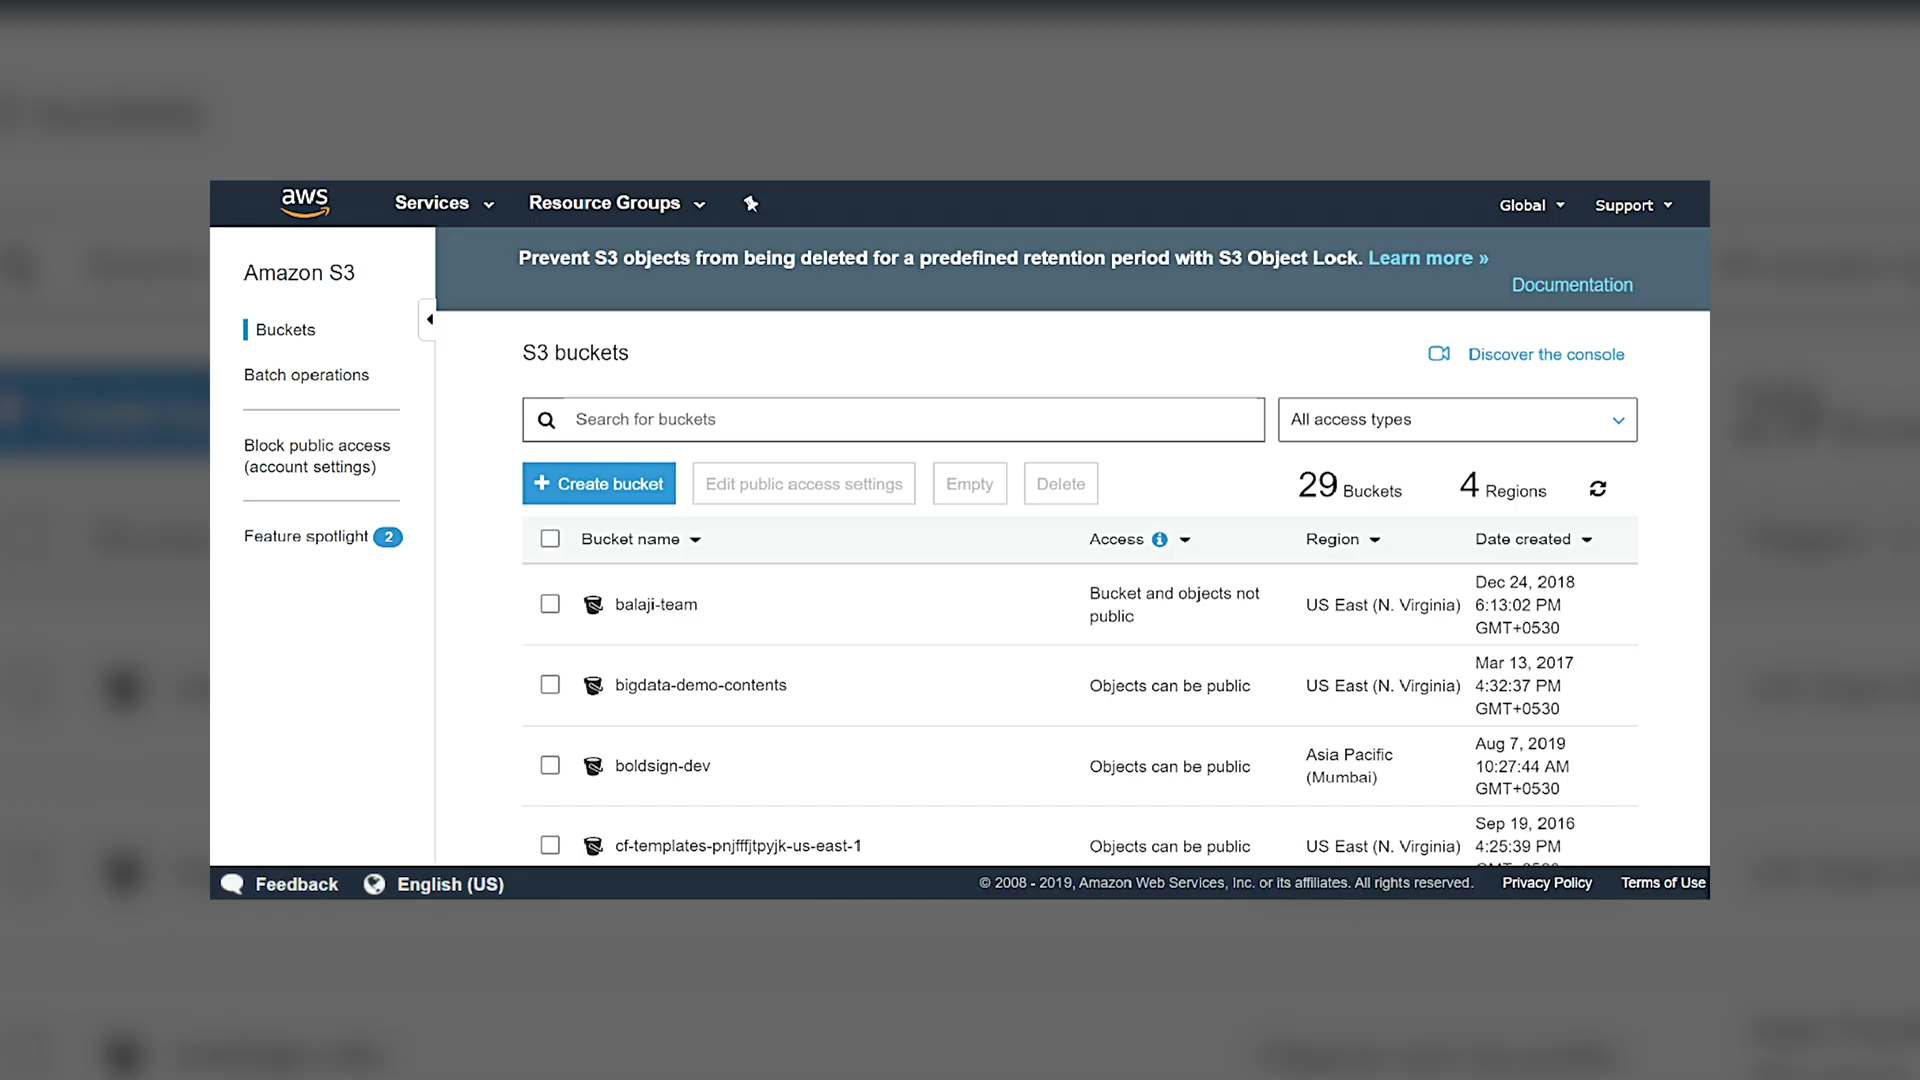 aws Services Resource Groups Global Support
Amazon S3
Buckets
Batch operations
Block public access
(account settings)
Feature spotlight 2
Prevent S3 objects from being deleted for a predefined retention period with S3 Object Lock. Learn more »
Documentation
S3 buckets
Discover the console
Search for buckets
All access types
+ Create bucket Edit public access settings Empty Delete 29 Buckets 4 Regions
Bucket name Access Region Date created
balaji-team Bucket and objects not public US East (N. Virginia) Dec 24, 2018 6:13:02 PM GMT+0530
bigdata-demo-contents Objects can be public US East (N. Virginia) Mar 13, 2017 4:32:37 PM GMT+0530
boldsign-dev Objects can be public Asia Pacific (Mumbai) Aug 7, 2019 10:27:44 AM GMT+0530
cf-templates-pnjfffjtpyjk-us-east-1 Objects can be public US East (N. Virginia) Sep 19, 2016 4:25:39 PM
Feedback English (US) © 2008 - 2019, Amazon Web Services, Inc. or its affiliates. All rights reserved. Privacy Policy Terms of Use